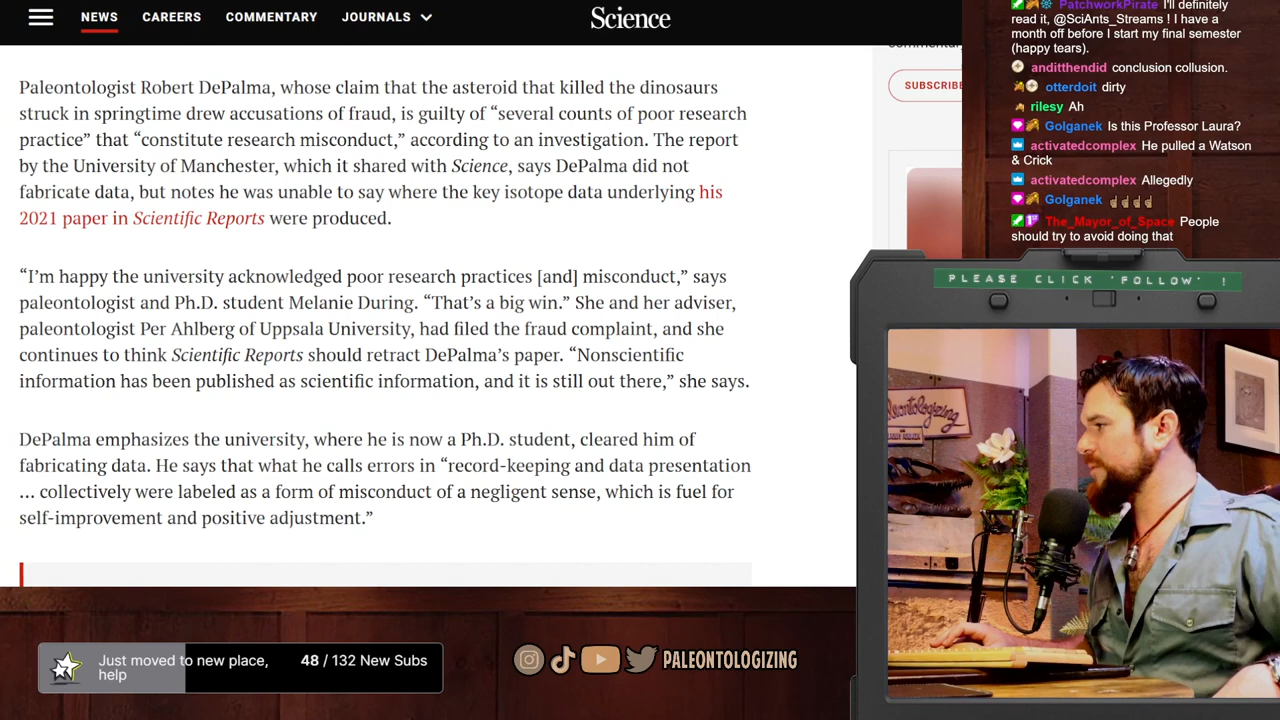 NEWS
CAREERS
COMMENTARY
JOURNALS
Science
Paleontologist Robert DePalma, whose claim that the asteroid that killed the dinosaurs
struck in springtime drew accusations of fraud, is guilty of “several counts of poor research
practice” that “constitute research misconduct,” according to an investigation. The report
by the University of Manchester, which it shared with Science, says DePalma did not
fabricate data, but notes he was unable to say where the key isotope data underlying his
2021 paper in Scientific Reports were produced.
“I’m happy the university acknowledged poor research practices [and] misconduct,” says
paleontologist and Ph.D. student Melanie During. “That’s a big win.” She and her adviser,
paleontologist Per Ahlberg of Uppsala University, had filed the fraud complaint, and she
continues to think Scientific Reports should retract DePalma’s paper. “Nonscientific
information has been published as scientific information, and it is still out there,” she says.
DePalma emphasizes the university, where he is now a Ph.D. student, cleared him of
fabricating data. He says that what he calls errors in “record-keeping and data presentation
… collectively were labeled as a form of misconduct of a negligent sense, which is fuel for
self-improvement and positive adjustment.”
SUBSCRIBE
PatchworkPirate I'll definitely
read it, @SciAnts_Streams ! I have a
month off before I start my final semester
(happy tears).
anditthendid conclusion collusion.
otterdoit dirty
rilesy Ah
Golganek Is this Professor Laura?
activatedcomplex He pulled a Watson
& Crick
activatedcomplex Allegedly
Golganek
The_Mayor_of_Space People
should try to avoid doing that
PLEASE CLICK 'FOLLOW' !
Paleontologizing
Just moved to new place,
help
48 / 132 New Subs
PALEONTOLOGIZING